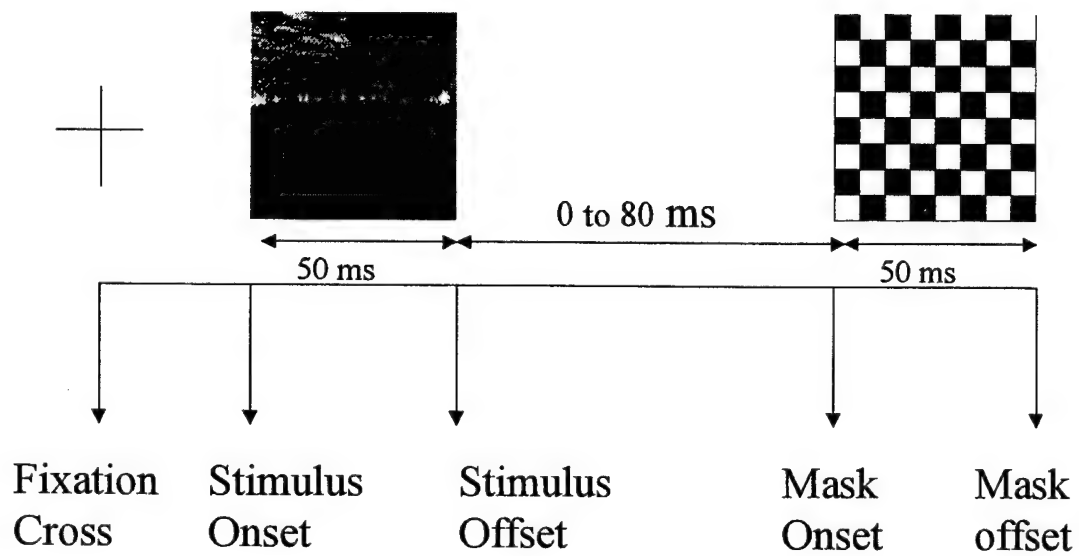 0 to 80 ms
50 ms
50 ms
Fixation Cross
Stimulus Onset
Stimulus Offset
Mask Onset
Mask offset